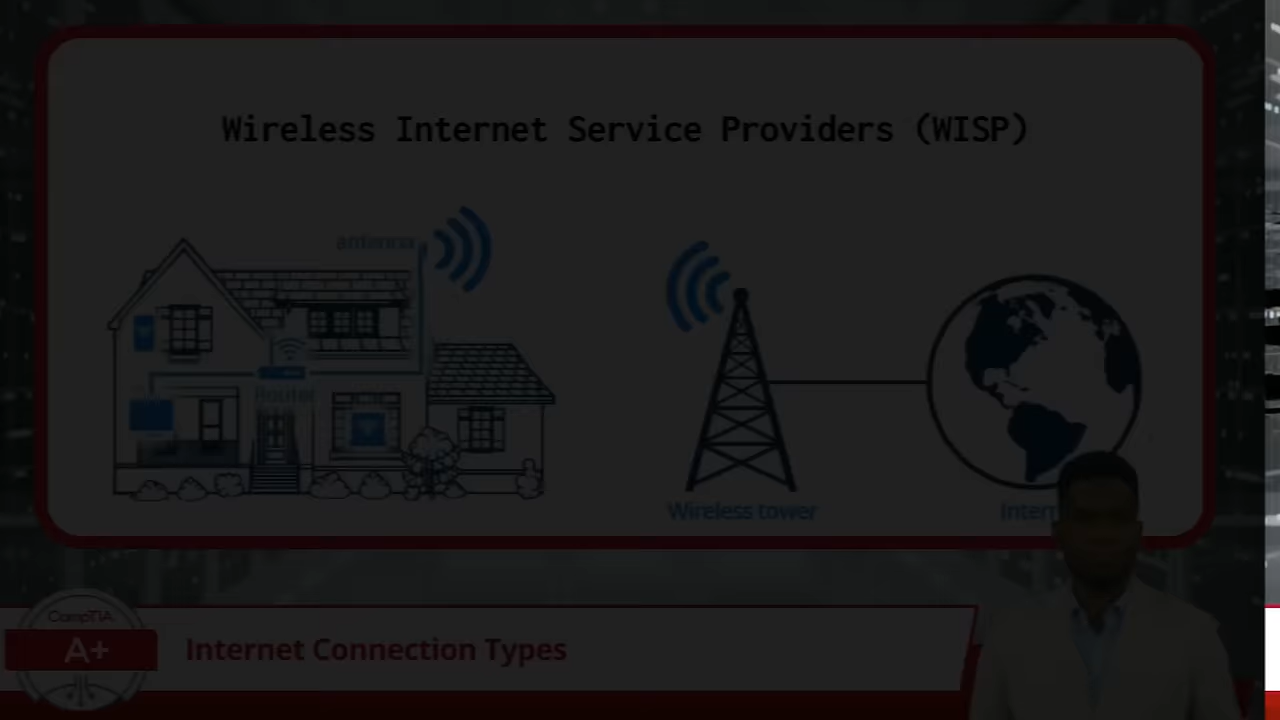 Wireless Internet Service Providers (WISP)
antenna
Router
Wireless tower
CompTIA
A+
Internet Connection Types